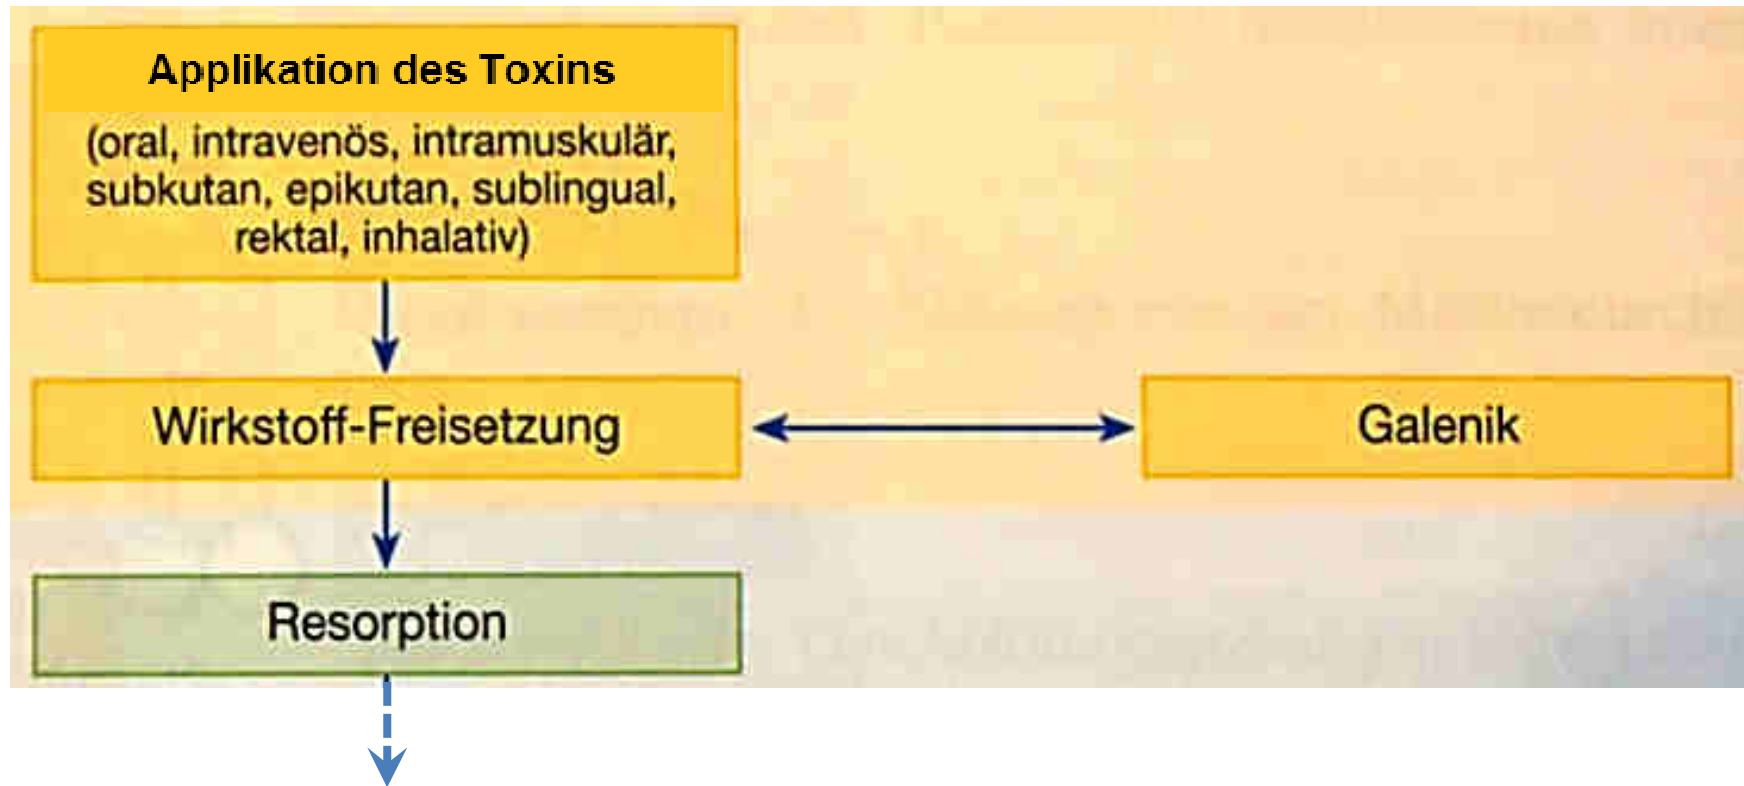 Applikation des Toxins
(oral, intravenös, intramuskulär,
subkutan, epikutan, sublingual,
rektal, inhalativ)
Wirkstoff-Freisetzung
Galenik
Resorption